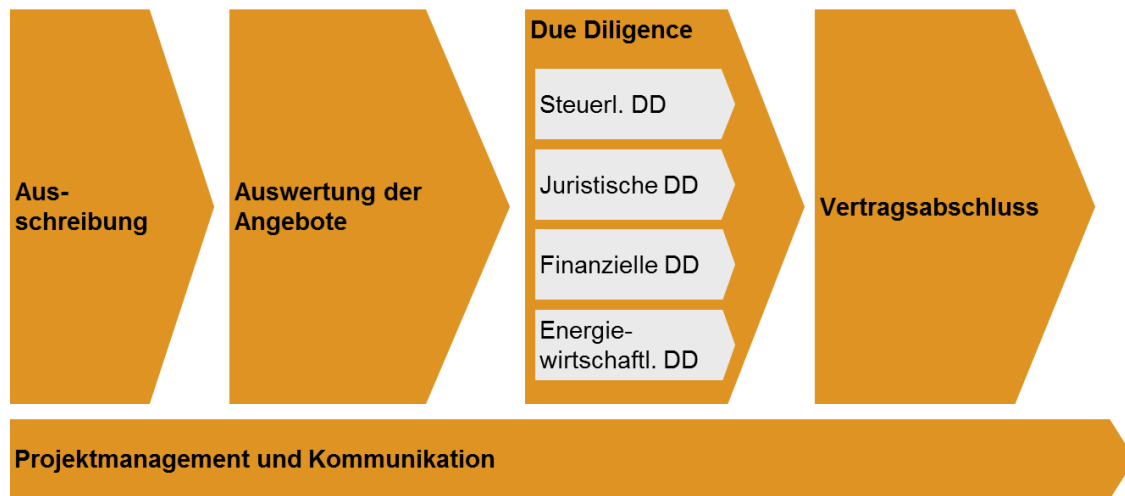 Aus-
schreibung
Auswertung der
Angebote
Due Diligence
Steuerl. DD
Juristische DD
Finanzielle DD
Energie-
wirtschaftl. DD
Vertragsabschluss
Projektmanagement und Kommunikation